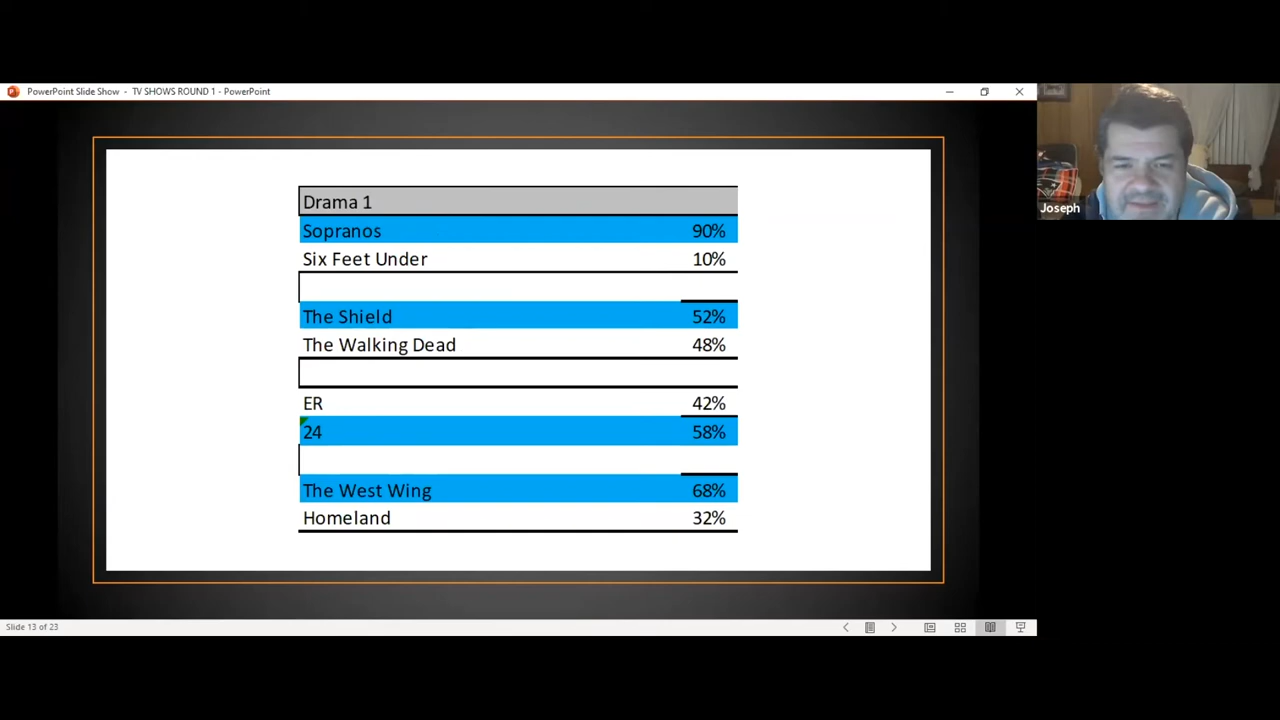 PowerPoint Slide Show - TV SHOWS ROUND 1 - PowerPoint
Drama 1
Sopranos 90%
Six Feet Under 10%
The Shield 52%
The Walking Dead 48%
ER 42%
24 58%
The West Wing 68%
Homeland 32%
Joseph
Slide 13 of 23